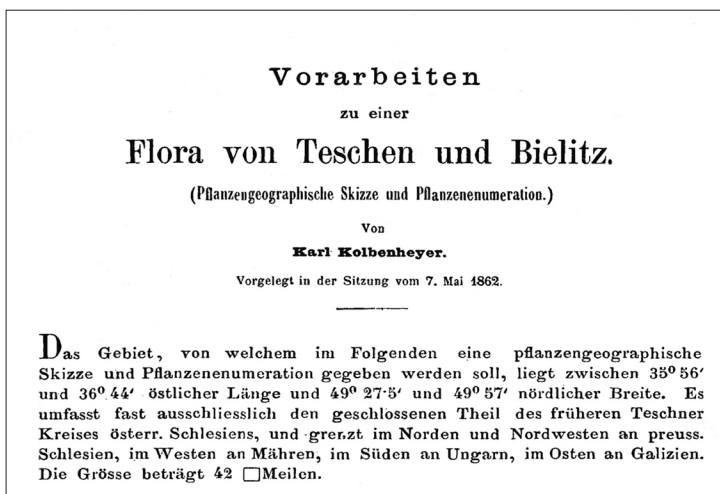 Vorarbeiten
zu einer
Flora von Teschen und Bielitz.
(Pflanzengeographische Skizze und Pflanzenenumeration.)
Von
Karl Kolbenheyer.
Vorgelegt in der Sitzung vom 7. Mai 1862.
Das Gebiet, von welchem im Folgenden eine pflanzengeographische
Skizze und Pflanzenenumeration gegeben werden soll, liegt zwischen 35⁰ 56′
und 36⁰ 44′ östlicher Länge und 49⁰ 27·5′ und 49⁰ 57′ nördlicher Breite. Es
umfasst fast ausschliesslich den geschlossenen Theil des früheren Teschner
Kreises österr. Schlesiens, und grenzt im Norden und Nordwesten an preuss.
Schlesien, im Westen an Mähren, im Süden an Ungarn, im Osten an Galizien.
Die Grösse beträgt 42 □Meilen.